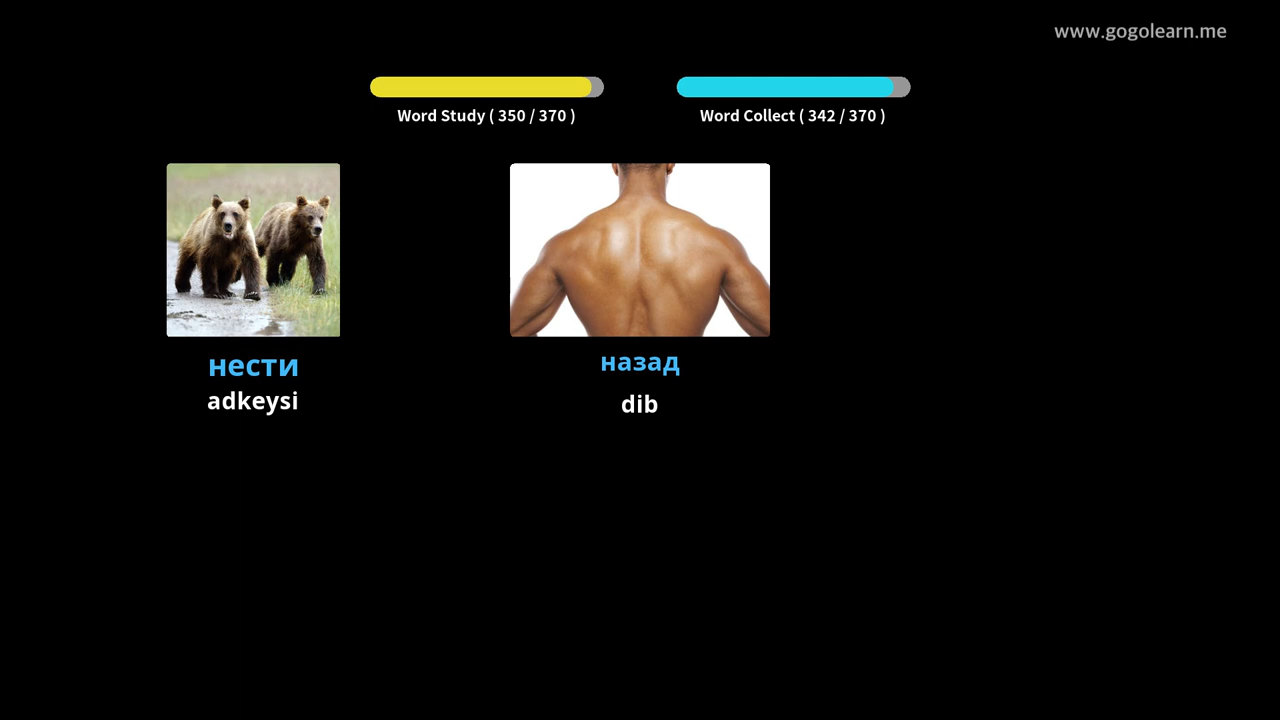 www.gogolearn.me
Word Study ( 350 / 370 )
Word Collect ( 342 / 370 )
нести
adkeysi
назад
dib